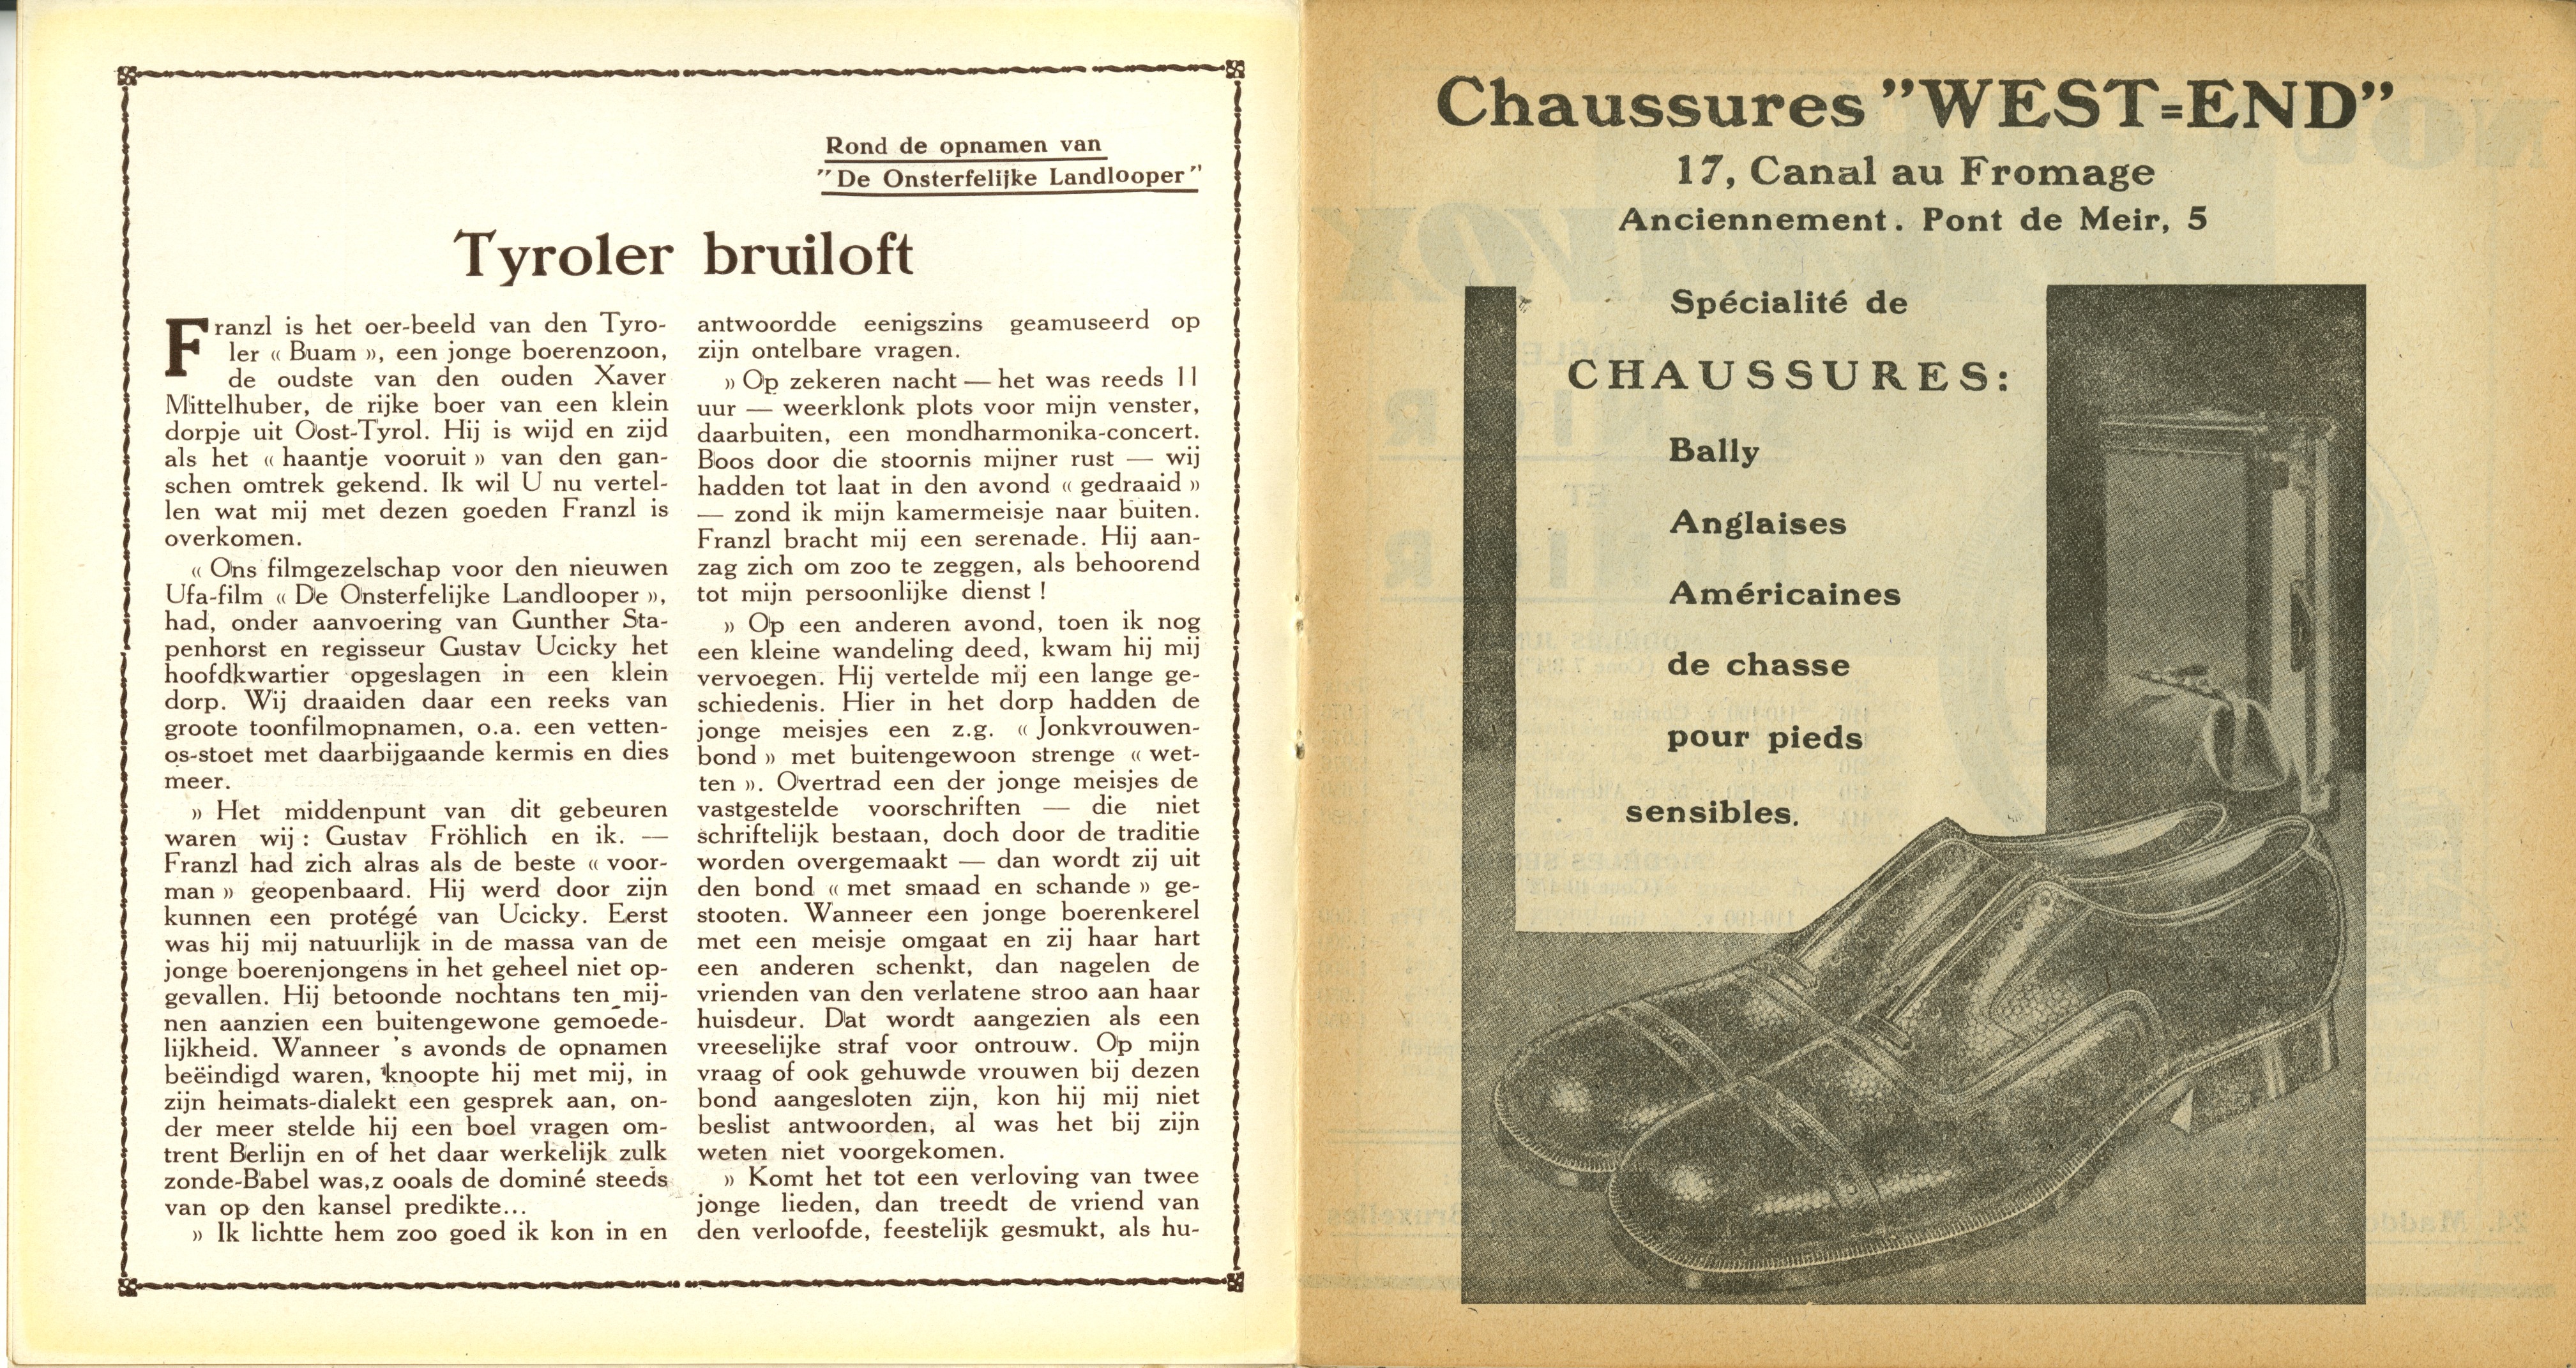 Rond de opnamen van
"De Onsterfelijke Landlooper"
Tyroler bruiloft
Franzl is het oer-beeld van den Tyro-
ler « Buam », een jonge boerenzoon,
de oudste van den ouden Xaver
Mittelhuber, de rijke boer van een klein
dorpje uit Oost-Tyrol. Hij is wijd en zijd
als het « haantje vooruit » van den gan-
schen omtrek gekend. Ik wil U nu vertel-
len wat mij met dezen goeden Franzl is
overkomen.
« Ons filmgezelschap voor den nieuwen
Ufa-film « De Onsterfelijke Landlooper »,
had, onder aanvoering van Gunther Sta-
penhorst en regisseur Gustav Ucicky het
hoofdkwartier opgeslagen in een klein
dorp. Wij draaiden daar een reeks van
groote toonfilmopnamen, o.a. een vetten-
os-stoet met daarbijgaande kermis en dies
meer.
» Het middenpunt van dit gebeuren
waren wij : Gustav Fröhlich en ik. —
Franzl had zich alras als de beste « voor-
man » geopenbaard. Hij werd door zijn
kunnen een protégé van Ucicky. Eerst
was hij mij natuurlijk in de massa van de
jonge boerenjongens in het geheel niet op-
gevallen. Hij betoonde nochtans ten mij-
nen aanzien een buitengewone gemoede-
lijkheid. Wanneer 's avonds de opnamen
beëindigd waren, knoopte hij met mij, in
zijn heimats-dialekt een gesprek aan, on-
der meer stelde hij een boel vragen om-
trent Berlijn en of het daar werkelijk zulk
zonde-Babel was,z ooals de dominé steeds
van op den kansel predikte...
» Ik lichtte hem zoo goed ik kon in en
antwoordde eenigszins geamuseerd op
zijn ontelbare vragen.
» Op zekeren nacht — het was reeds 11
uur — weerklonk plots voor mijn venster,
daarbuiten, een mondharmonika-concert.
Boos door die stoornis mijner rust — wij
hadden tot laat in den avond « gedraaid »
— zond ik mijn kamermeisje naar buiten.
Franzl bracht mij een serenade. Hij aan-
zag zich om zoo te zeggen, als behoorend
tot mijn persoonlijke dienst !
» Op een anderen avond, toen ik nog
een kleine wandeling deed, kwam hij mij
vervoegen. Hij vertelde mij een lange ge-
schiedenis. Hier in het dorp hadden de
jonge meisjes een z.g. « Jonkvrouwen-
bond » met buitengewoon strenge « wet-
ten ». Overtrad een der jonge meisjes de
vastgestelde voorschriften — die niet
schriftelijk bestaan, doch door de traditie
worden overgemaakt — dan wordt zij uit
den bond « met smaad en schande » ge-
stooten. Wanneer een jonge boerenkerel
met een meisje omgaat en zij haar hart
een anderen schenkt, dan nagelen de
vrienden van den verlatene stroo aan haar
huisdeur. Dat wordt aangezien als een
vreeselijke straf voor ontrouw. Op mijn
vraag of ook gehuwde vrouwen bij dezen
bond aangesloten zijn, kon hij mij niet
beslist antwoorden, al was het bij zijn
weten niet voorgekomen.
» Komt het tot een verloving van twee
jonge lieden, dan treedt de vriend van
den verloofde, feestelijk gesmukt, als hu-
Chaussures "WEST=END"
17, Canal au Fromage
Anciennement. Pont de Meir, 5
Spécialité de
CHAUSSURES:
Bally
Anglaises
Américaines
de chasse
pour pieds
sensibles.